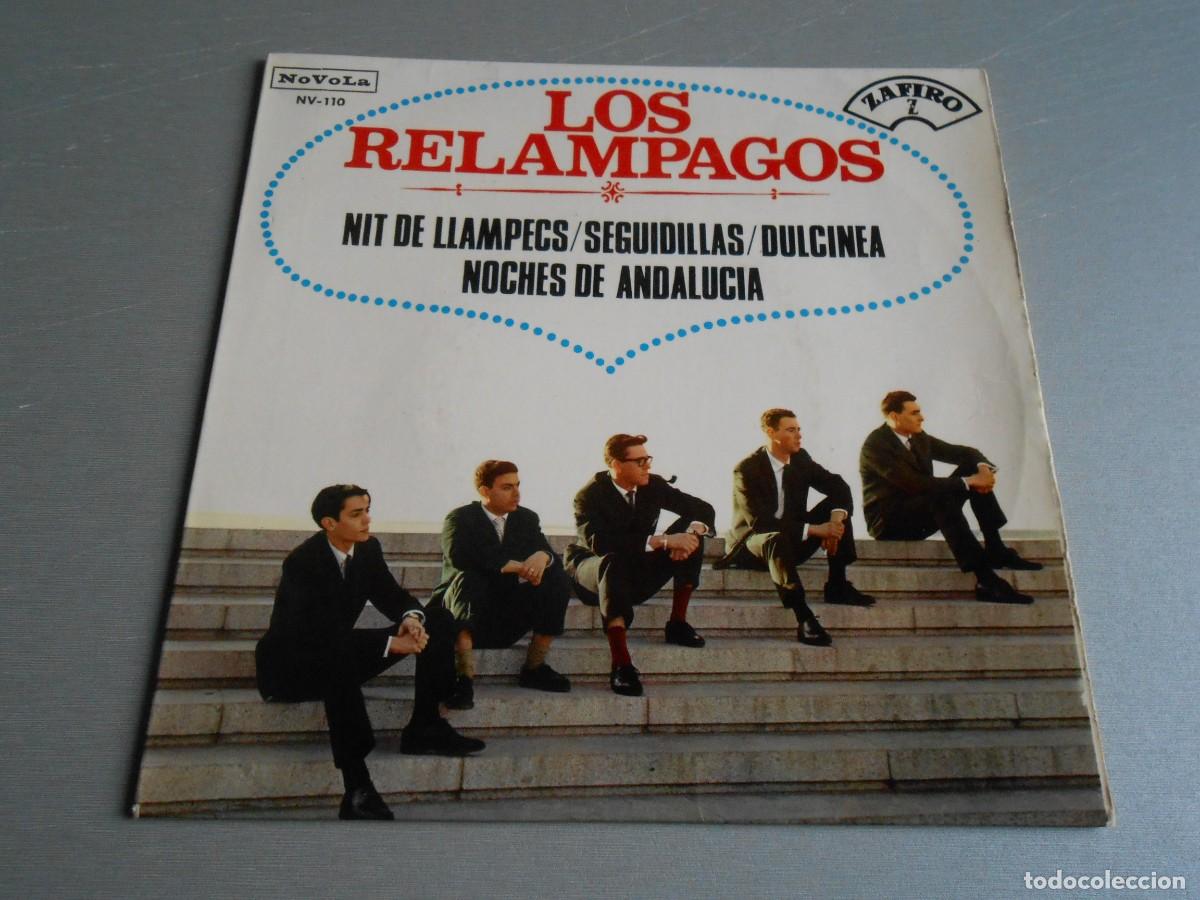 NoVoLa
NV-110
ZAFIRO
Z
LOS
RELAMPAGOS
NIT DE LLAMPECS/SEGUIDILLAS/DULCINEA
NOCHES DE ANDALUCIA
todocoleccion